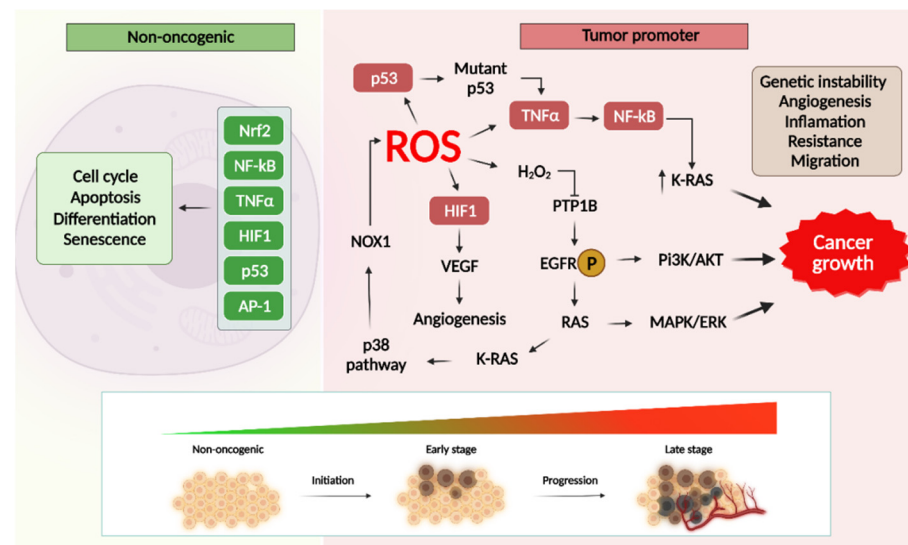 Non-oncogenic
Nrf2
NF-kB
TNFα
HIF1
p53
AP-1
Cell cycle
Apoptosis
Differentiation
Senescence
Tumor promoter
p53
Mutant
p53
TNFα
NF-kB
ROS
H₂O₂
K-RAS
HIF1
PTP1B
NOX1
VEGF
EGFR
P
Pi3K/AKT
Angiogenesis
RAS
MAPK/ERK
p38
pathway
K-RAS
Genetic instability
Angiogenesis
Inflamation
Resistance
Migration
Cancer
growth
Non-oncogenic
Initiation
Early stage
Progression
Late stage